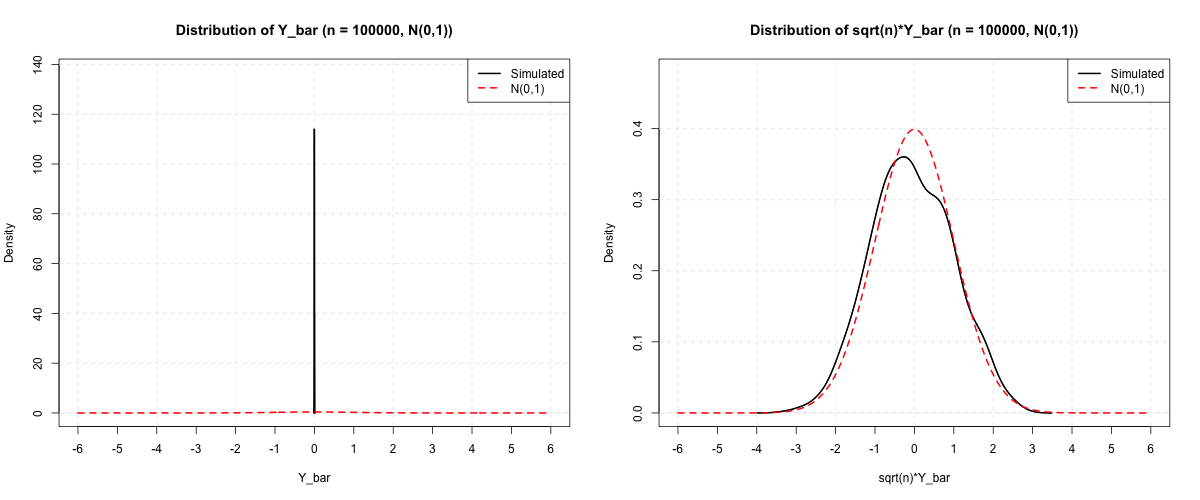 Distribution of Y_bar (n = 100000, N(0,1))
Simulated
N(0,1)
140
120
100
80
60
40
20
0
Density
-6 -5 -4 -3 -2 -1 0 1 2 3 4 5 6
Y_bar
Distribution of sqrt(n)*Y_bar (n = 100000, N(0,1))
Simulated
N(0,1)
0.4
0.3
0.2
0.1
0.0
Density
-6 -5 -4 -3 -2 -1 0 1 2 3 4 5 6
sqrt(n)*Y_bar